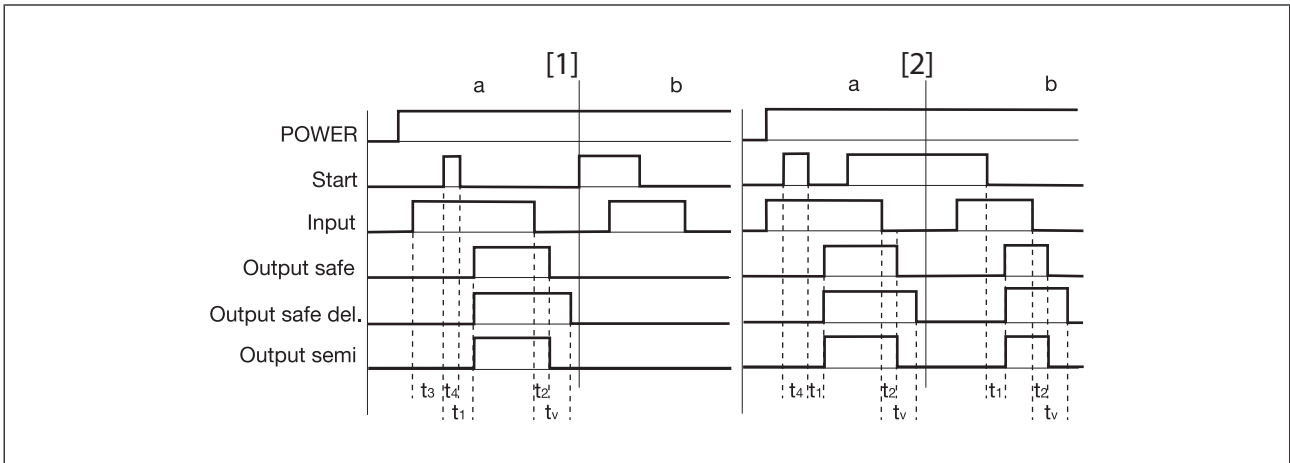 [1] [2]
a b a b
POWER
Start
Input
Output safe
Output safe del.
Output semi
t3 t4 t2 t4 t1 t2 t1 t2
t1 tv tv tv